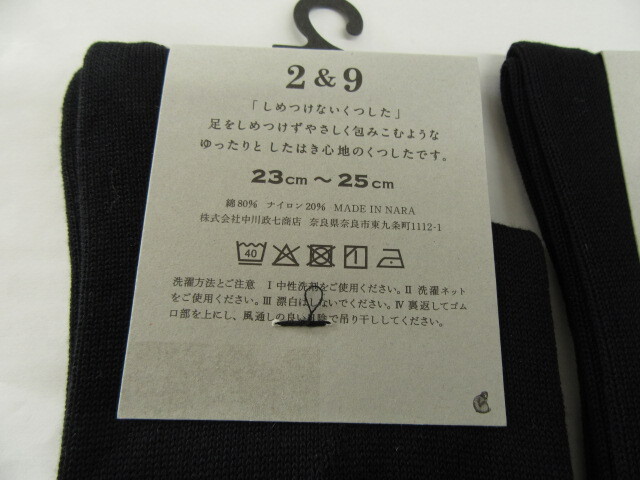 2&9
「しめつけないくつした」
足をしめつけずやさしく包みこむような
ゆったりと したはき心地のくつしたです。
23cm ~ 25cm
綿80% ナイロン20% MADE IN NARA
株式会社中川政七商店 奈良県奈良市東九条町1112-1
40
洗濯方法とご注意 Ⅰ 中性洗剤をご使用ください。Ⅱ 洗濯ネット
をご使用ください。Ⅲ 漂白はしないでください。Ⅳ 裏返してゴム
口部を上にし、風通しの良い日陰で吊り干ししてください。